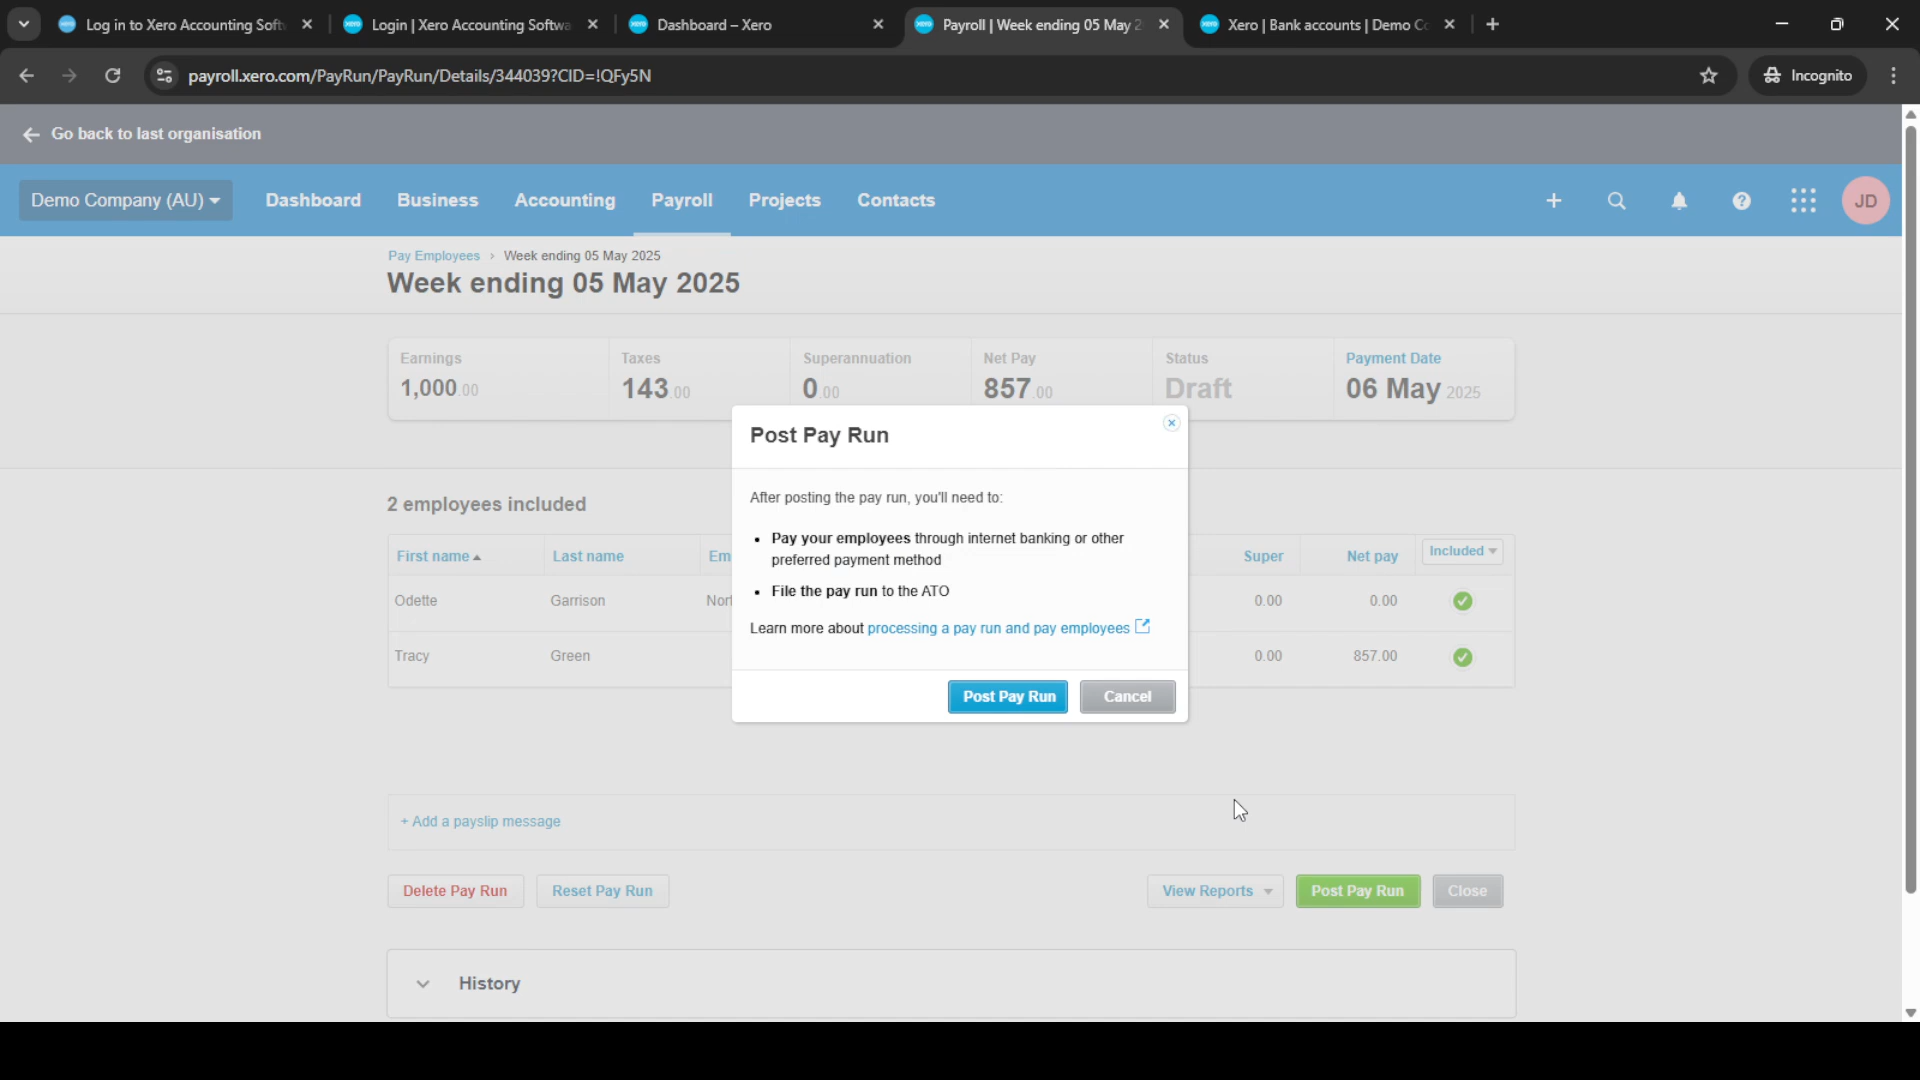 Log in to Xero Accounting Soft
Login | Xero Accounting Softwa
Dashboard – Xero
Payroll | Week ending 05 May 2
Xero | Bank accounts | Demo Co
payroll.xero.com/PayRun/PayRun/Details/344039?CID=!QFy5N
Incognito
Go back to last organisation
Demo Company (AU)
Dashboard
Business
Accounting
Payroll
Projects
Contacts
JD
Pay Employees › Week ending 05 May 2025
Week ending 05 May 2025
Earnings
1,000.00
Taxes
143.00
Superannuation
0.00
Net Pay
857.00
Status
Draft
Payment Date
06 May 2025
Post Pay Run
After posting the pay run, you'll need to:
• Pay your employees through internet banking or other
preferred payment method
• File the pay run to the ATO
Learn more about processing a pay run and pay employees
Post Pay Run
Cancel
2 employees included
First name
Last name
Em
Super
Net pay
Included
Odette
Garrison
Nor
0.00
0.00
Tracy
Green
0.00
857.00
+ Add a payslip message
Delete Pay Run
Reset Pay Run
View Reports
Post Pay Run
Close
History